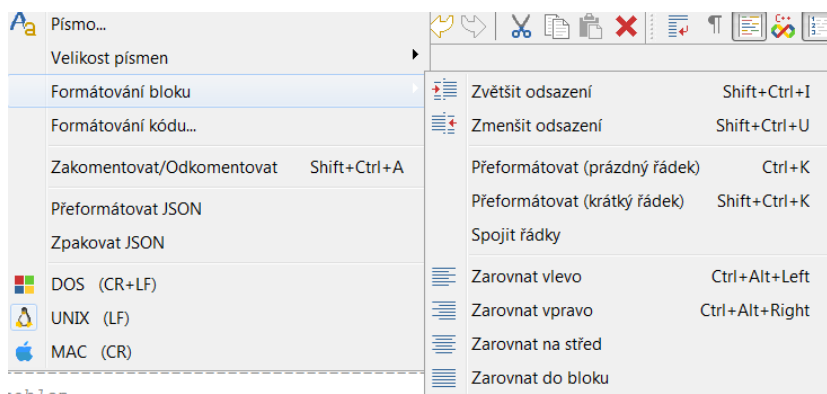 Písmo...
Velikost písmen
Formátování bloku
Formátování kódu...
Zakomentovat/Odkomentovat Shift+Ctrl+A
Přeformátovat JSON
Zpakovat JSON
DOS (CR+LF)
UNIX (LF)
MAC (CR)
Zvětšit odsazení Shift+Ctrl+I
Zmenšit odsazení Shift+Ctrl+U
Přeformátovat (prázdný řádek) Ctrl+K
Přeformátovat (krátký řádek) Shift+Ctrl+K
Spojit řádky
Zarovnat vlevo Ctrl+Alt+Left
Zarovnat vpravo Ctrl+Alt+Right
Zarovnat na střed
Zarovnat do bloku